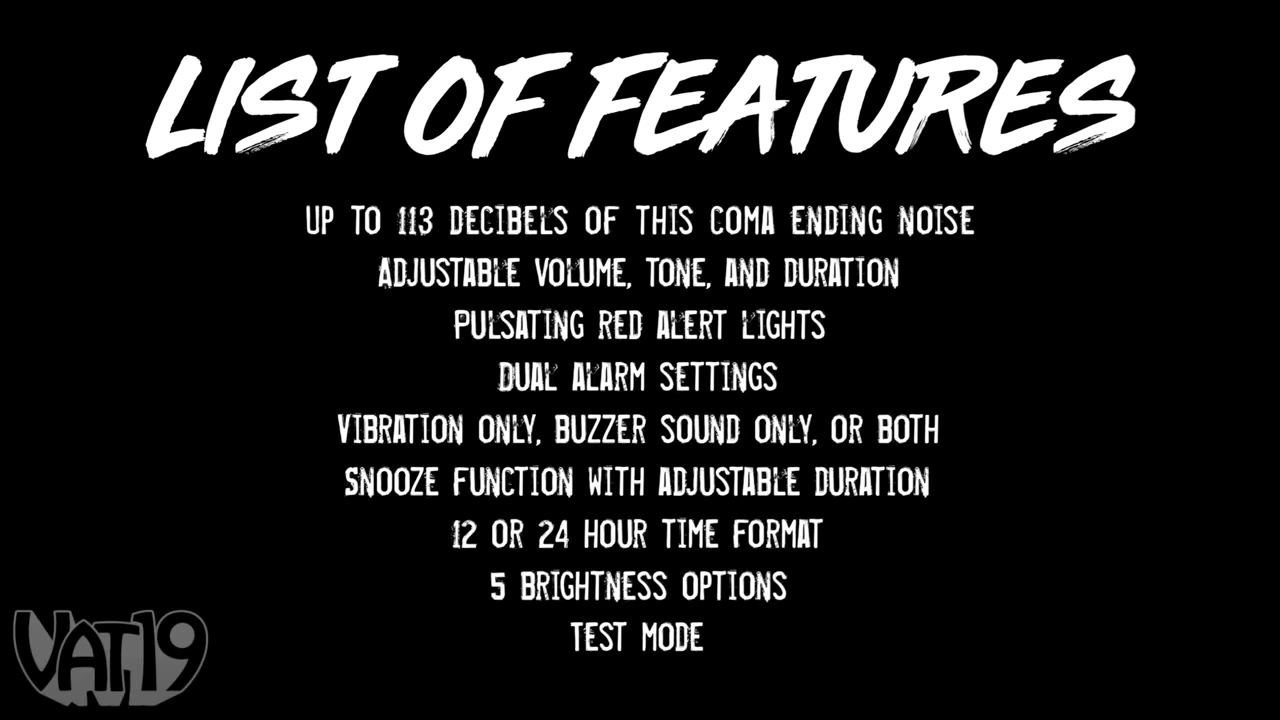 LIST OF FEATURES
UP TO 113 DECIBELS OF THIS COMA ENDING NOISE
ADJUSTABLE VOLUME, TONE, AND DURATION
PULSATING RED ALERT LIGHTS
DUAL ALARM SETTINGS
VIBRATION ONLY, BUZZER SOUND ONLY, OR BOTH
SNOOZE FUNCTION WITH ADJUSTABLE DURATION
12 OR 24 HOUR TIME FORMAT
5 BRIGHTNESS OPTIONS
TEST MODE
VAT19